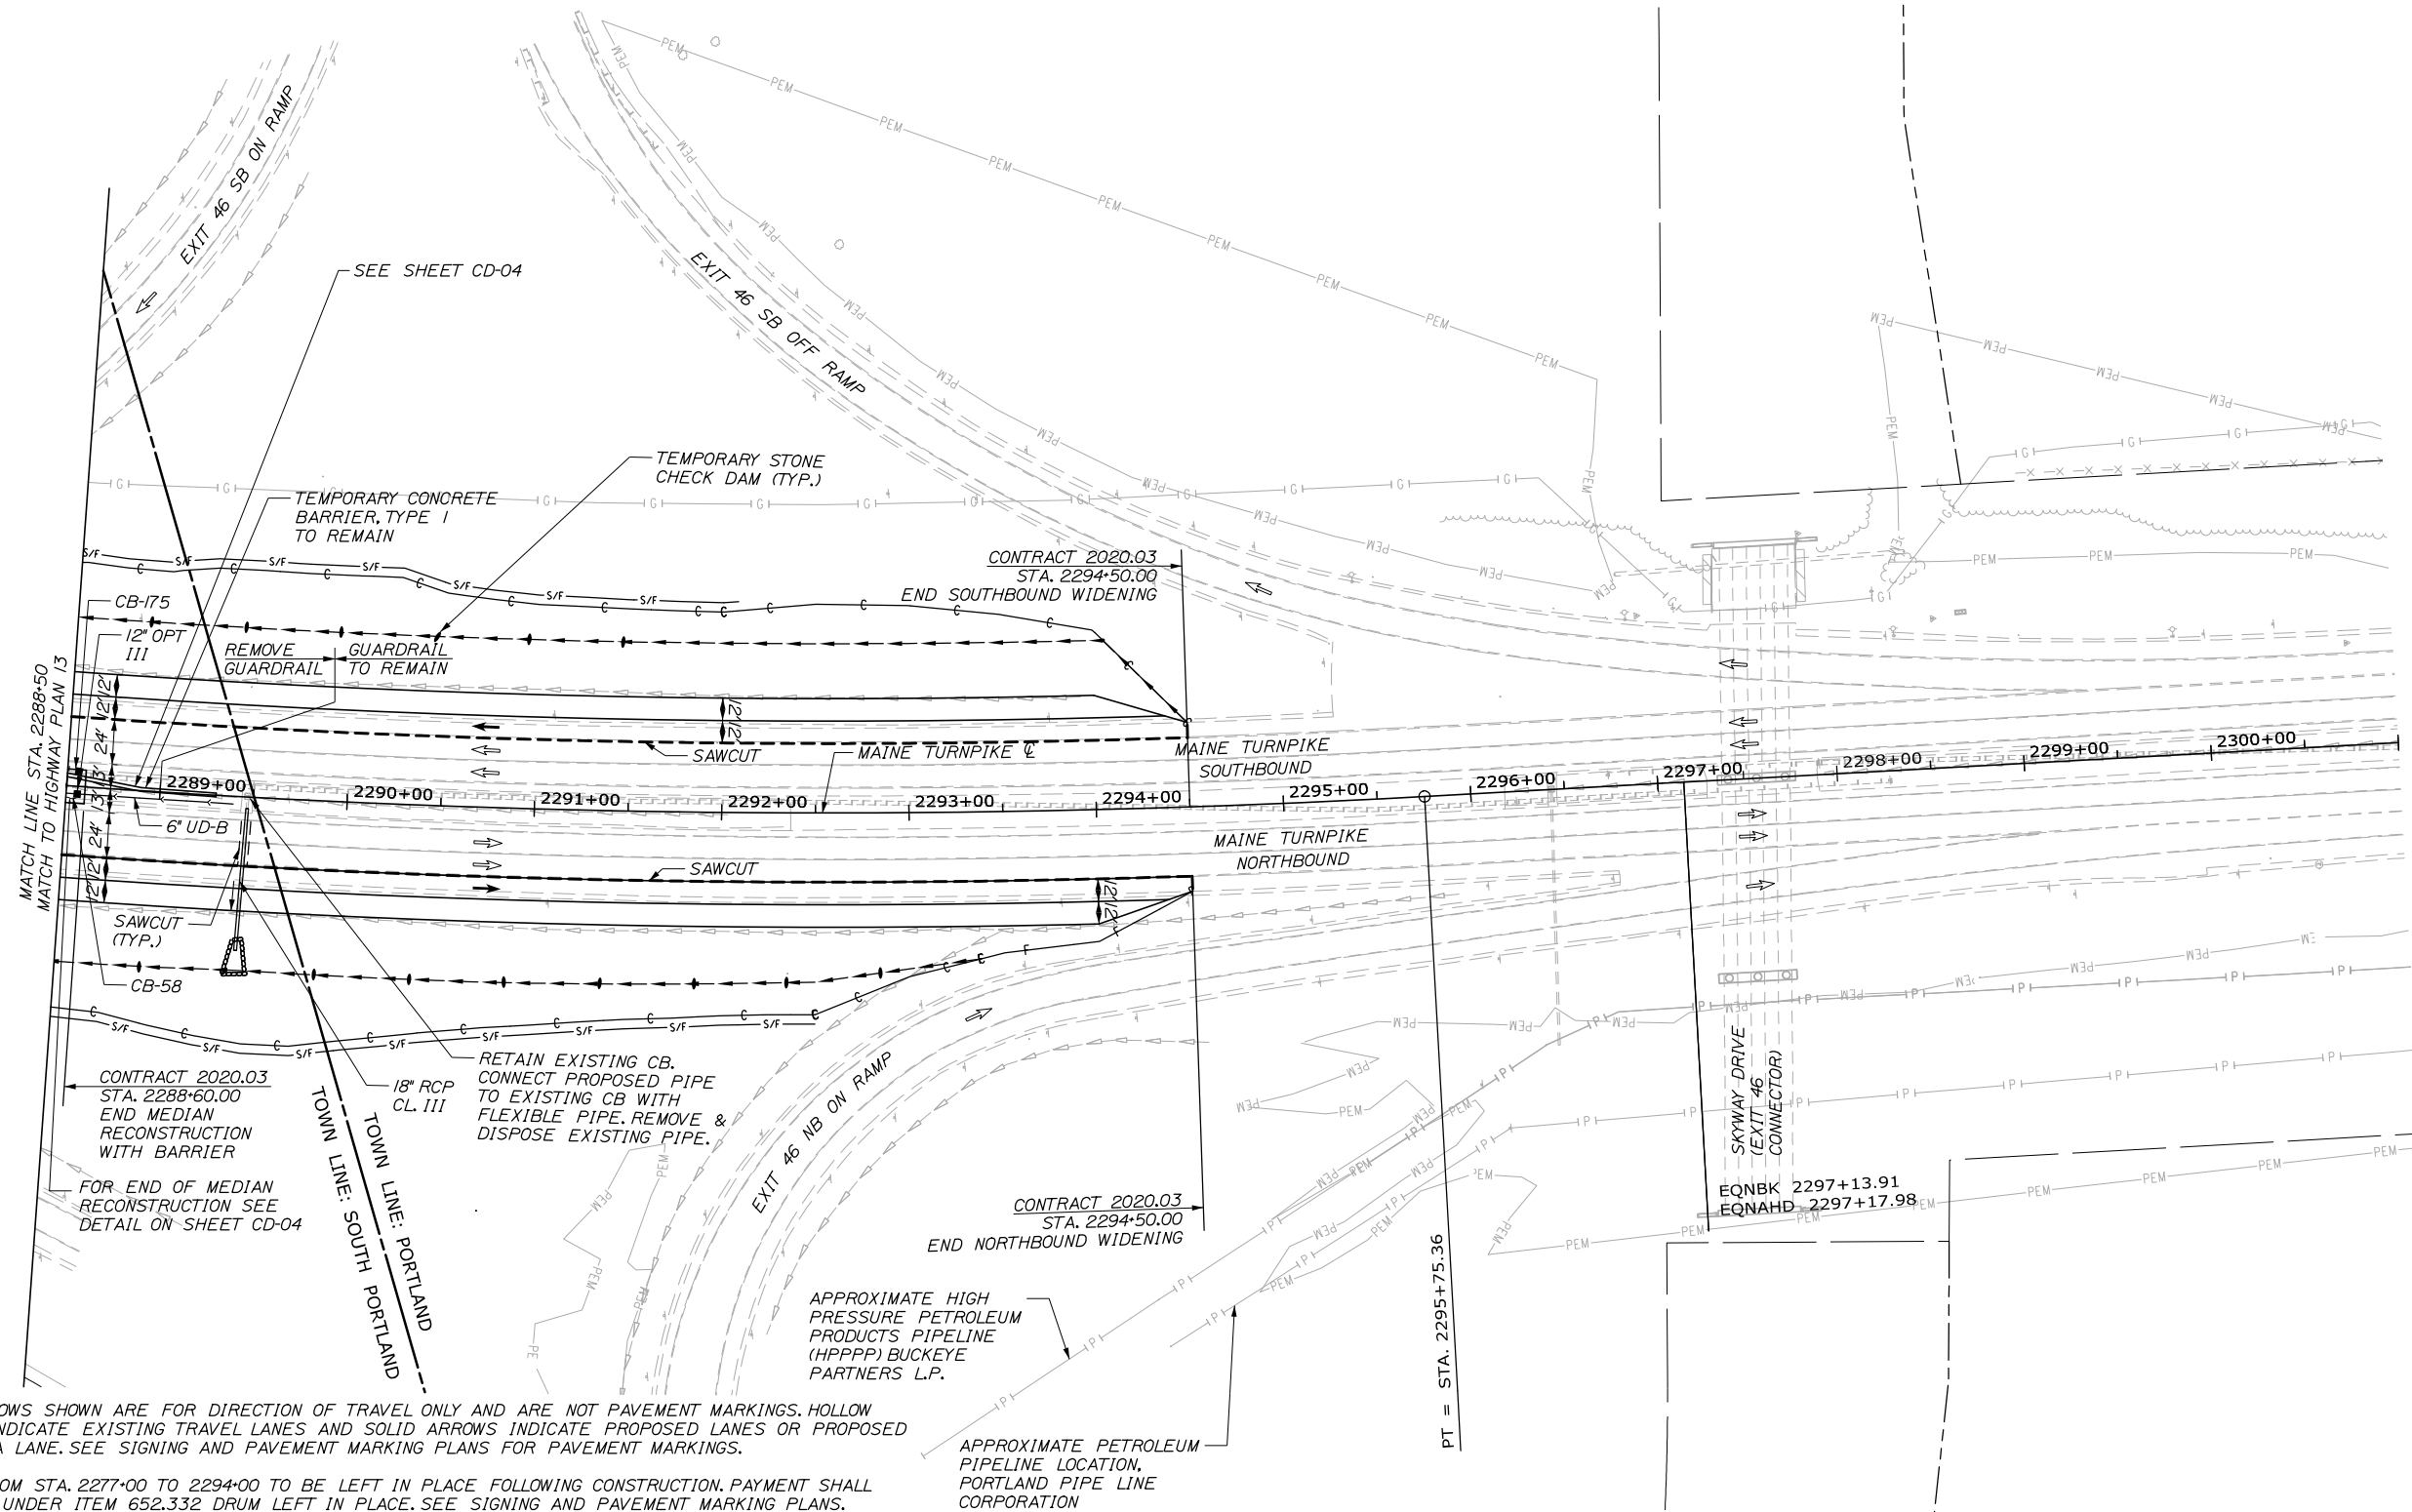 EXIT 46 SB ON RAMP
SEE SHEET CD-04
EXIT 46 SB OFF RAMP
TEMPORARY STONE
CHECK DAM (TYP.)
TEMPORARY CONCRETE
BARRIER, TYPE I
TO REMAIN
CONTRACT 2020.03
STA. 2294+50.00
END SOUTHBOUND WIDENING
CB-175
12" OPT
III
REMOVE
GUARDRAIL
GUARDRAIL
TO REMAIN
MATCH LINE STA. 2288+50
MATCH TO HIGHWAY PLAN 13
12'
12'
24'
3'
3'
24'
12'
12'
12'
12'
SAWCUT
MAINE TURNPIKE ℄
MAINE TURNPIKE
SOUTHBOUND
2289+00
2290+00
2291+00
2292+00
2293+00
2294+00
2295+00
2296+00
2297+00
2298+00
2299+00
2300+00
6" UD-B
MAINE TURNPIKE
NORTHBOUND
SAWCUT
12'
12'
SAWCUT
(TYP.)
CB-58
CONTRACT 2020.03
STA. 2288+60.00
END MEDIAN
RECONSTRUCTION
WITH BARRIER
18" RCP
CL. III
RETAIN EXISTING CB.
CONNECT PROPOSED PIPE
TO EXISTING CB WITH
FLEXIBLE PIPE. REMOVE &
DISPOSE EXISTING PIPE.
FOR END OF MEDIAN
RECONSTRUCTION SEE
DETAIL ON SHEET CD-04
TOWN LINE: SOUTH PORTLAND
TOWN LINE: PORTLAND
EXIT 46 NB ON RAMP
CONTRACT 2020.03
STA. 2294+50.00
END NORTHBOUND WIDENING
SKYWAY DRIVE
(EXIT 46
CONNECTOR)
EQNBK 2297+13.91
EQNAHD 2297+17.98
PT = STA. 2295+75.36
APPROXIMATE HIGH
PRESSURE PETROLEUM
PRODUCTS PIPELINE
(HPPPP) BUCKEYE
PARTNERS L.P.
APPROXIMATE PETROLEUM
PIPELINE LOCATION,
PORTLAND PIPE LINE
CORPORATION
OWS SHOWN ARE FOR DIRECTION OF TRAVEL ONLY AND ARE NOT PAVEMENT MARKINGS. HOLLOW
NDICATE EXISTING TRAVEL LANES AND SOLID ARROWS INDICATE PROPOSED LANES OR PROPOSED
A LANE. SEE SIGNING AND PAVEMENT MARKING PLANS FOR PAVEMENT MARKINGS.
OM STA. 2277+00 TO 2294+00 TO BE LEFT IN PLACE FOLLOWING CONSTRUCTION. PAYMENT SHALL
UNDER ITEM 652.332 DRUM LEFT IN PLACE. SEE SIGNING AND PAVEMENT MARKING PLANS.